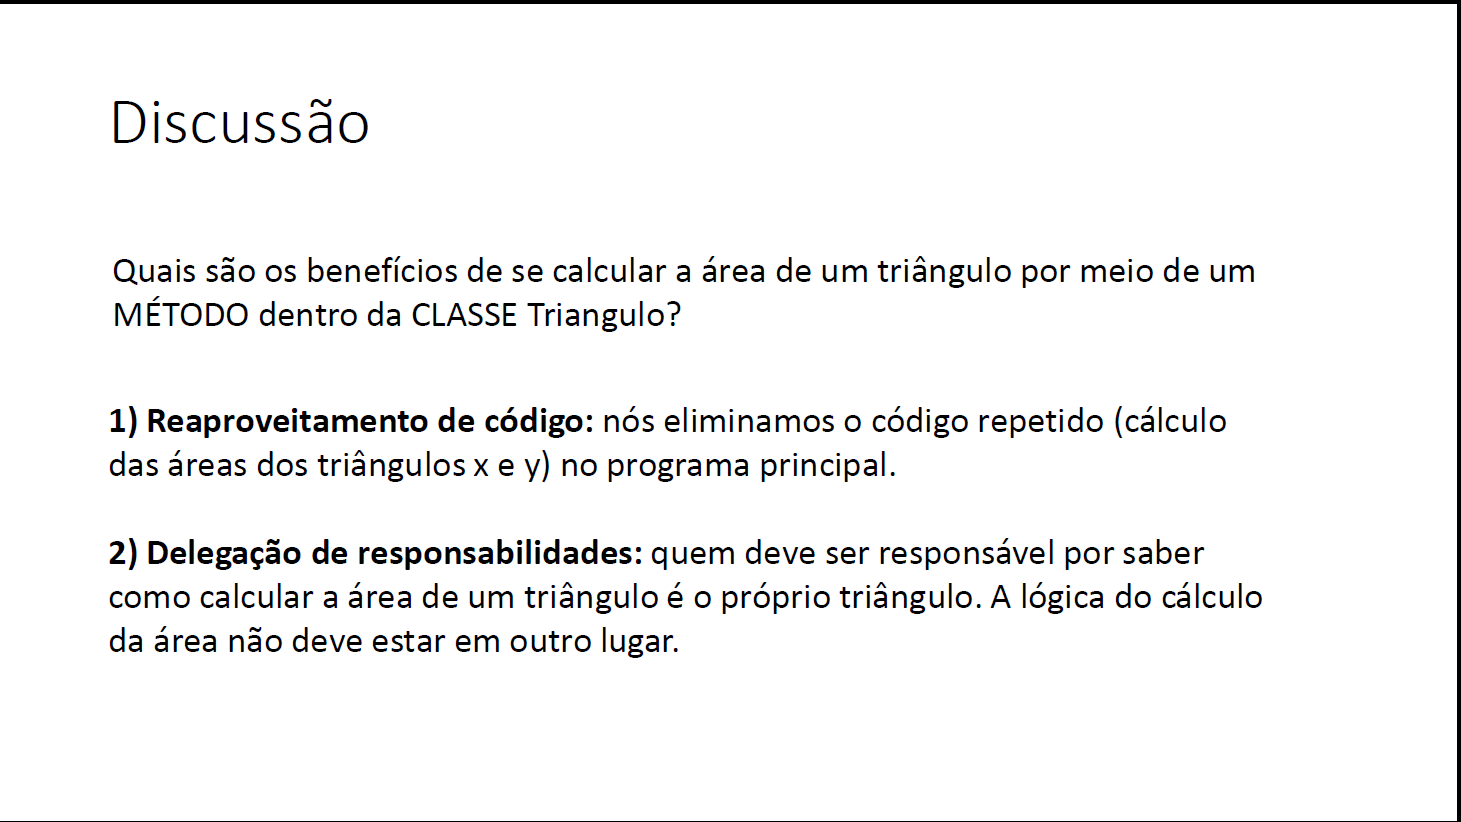 Discussão
Quais são os benefícios de se calcular a área de um triângulo por meio de um
MÉTODO dentro da CLASSE Triangulo?
1) Reaproveitamento de código: nós eliminamos o código repetido (cálculo
das áreas dos triângulos x e y) no programa principal.
2) Delegação de responsabilidades: quem deve ser responsável por saber
como calcular a área de um triângulo é o próprio triângulo. A lógica do cálculo
da área não deve estar em outro lugar.